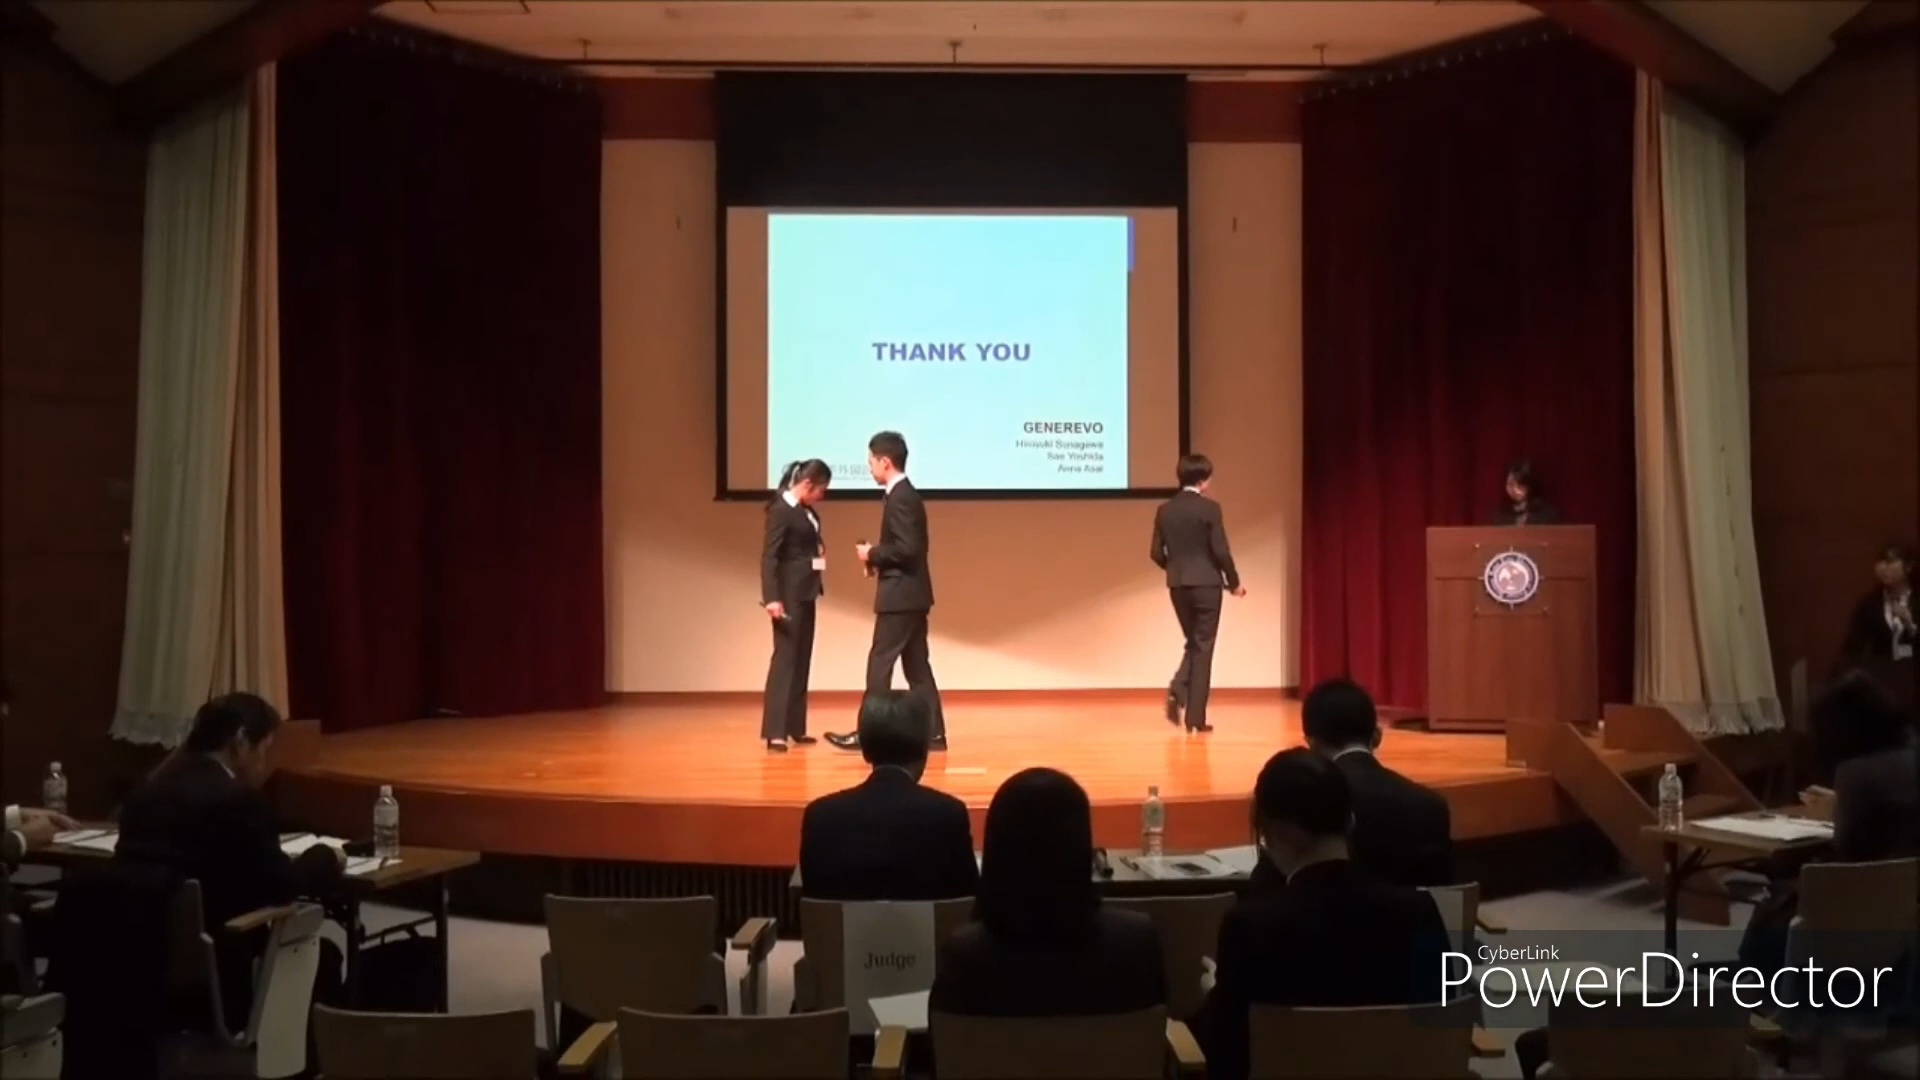 THANK YOU
GENEREVO
Hiroyuki Sunagawa
Sae Yoshida
Anna Asai
Judge
CyberLink
PowerDirector